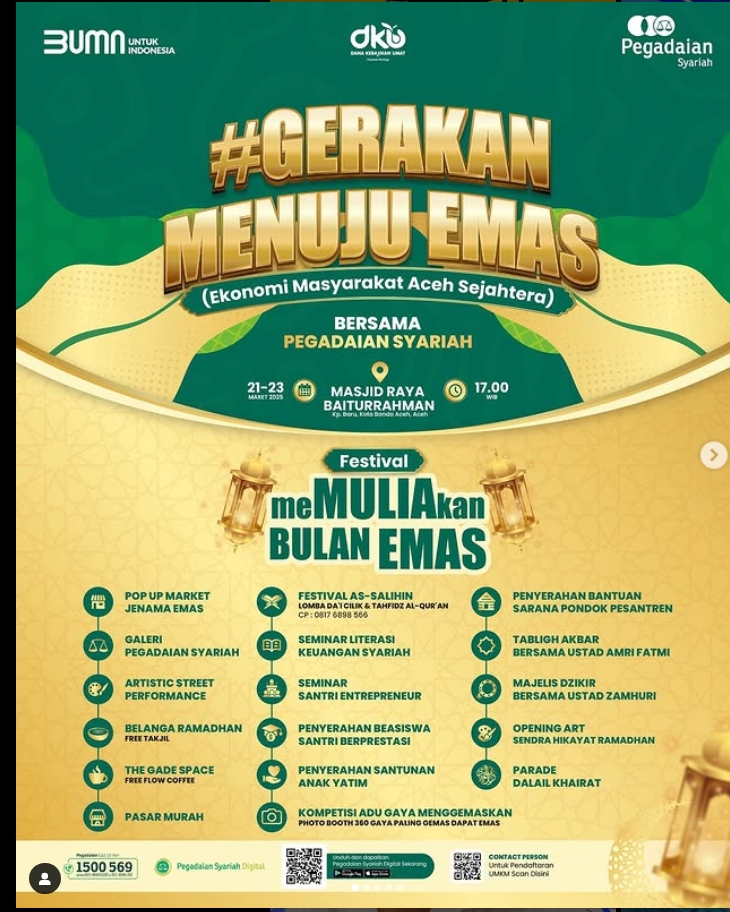 BUMN UNTUK
INDONESIA
dku
DANA KEBAJIKAN UMAT
Pegadaian
Syariah
#GERAKAN
MENUJU EMAS
(Ekonomi Masyarakat Aceh Sejahtera)
BERSAMA
PEGADAIAN SYARIAH
21-23
MARET 2025
MASJID RAYA
BAITURRAHMAN
Kp. Baru, Kota Banda Aceh, Aceh
17.00
WIB
Festival
meMULIAkan
BULAN EMAS
POP UP MARKET
JENAMA EMAS
GALERI
PEGADAIAN SYARIAH
ARTISTIC STREET
PERFORMANCE
BELANGA RAMADHAN
FREE TAKJIL
THE GADE SPACE
FREE FLOW COFFEE
PASAR MURAH
FESTIVAL AS-SALIHIN
LOMBA DA'I CILIK & TAHFIDZ AL-QUR'AN
CP : 0817 6898 566
SEMINAR LITERASI
KEUANGAN SYARIAH
SEMINAR
SANTRI ENTREPRENEUR
PENYERAHAN BEASISWA
SANTRI BERPRESTASI
PENYERAHAN SANTUNAN
ANAK YATIM
KOMPETISI ADU GAYA MENGGEMASKAN
PHOTO BOOTH 360 GAYA PALING GEMAS DAPAT EMAS
PENYERAHAN BANTUAN
SARANA PONDOK PESANTREN
TABLIGH AKBAR
BERSAMA USTAD AMRI FATMI
MAJELIS DZIKIR
BERSAMA USTAD ZAMHURI
OPENING ART
SENDRA HIKAYAT RAMADHAN
PARADE
DALAIL KHAIRAT
Pegadaian
1500 569
Pegadaian Syariah Digital
Unduh dan dapatkan
Pegadaian Syariah Digital Sekarang
Google Play
App Store
CONTACT PERSON
Untuk Pendaftaran
UMKM Scan Disini